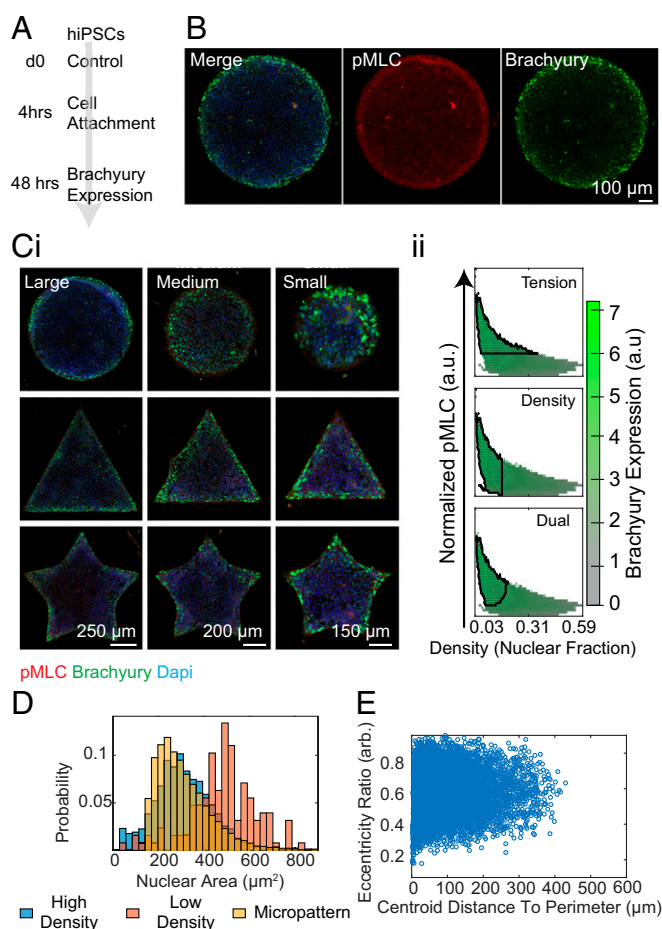 A
hiPSCs
d0 Control
4hrs Cell
Attachment
48 hrs Brachyury
Expression
B
Merge pMLC Brachyury
100 µm
Ci
Large Medium Small
250 µm 200 µm 150 µm
pMLC Brachyury Dapi
ii
Normalized pMLC (a.u.)
Tension
Density
Dual
0.03 0.31 0.59
Density (Nuclear Fraction)
7
6
5
4
3
2
1
0
Brachyury Expression (a.u)
D
Probability
0.1
0.05
0 200 400 600 800
Nuclear Area (µm²)
High
Density
Low
Density
Micropattern
E
Eccentricity Ratio (arb.)
0.8
0.6
0.4
0.2
0 100 200 300 400 500 600
Centroid Distance To Perimeter (µm)